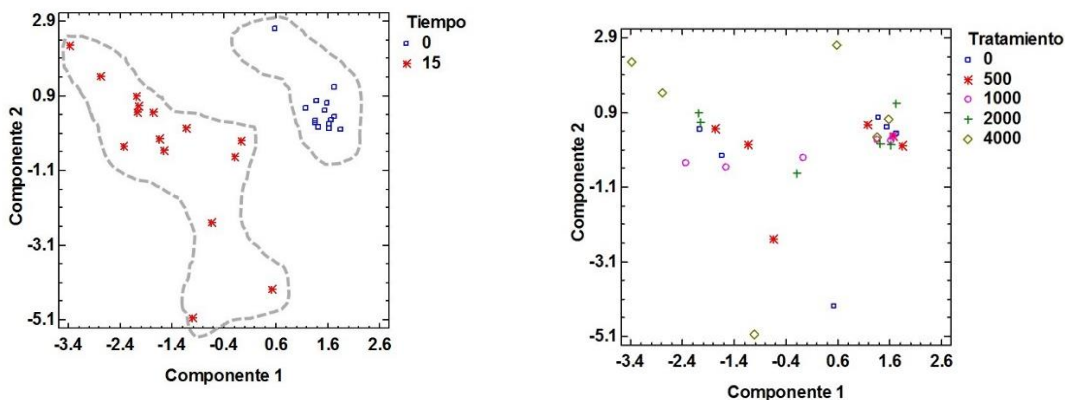 Tiempo
0
15
2.9
0.9
-1.1
-3.1
-5.1
Componente 2
-3.4 -2.4 -1.4 -0.4 0.6 1.6 2.6
Componente 1
Tratamiento
0
500
1000
2000
4000
2.9
0.9
-1.1
-3.1
-5.1
Componente 2
-3.4 -2.4 -1.4 -0.4 0.6 1.6 2.6
Componente 1